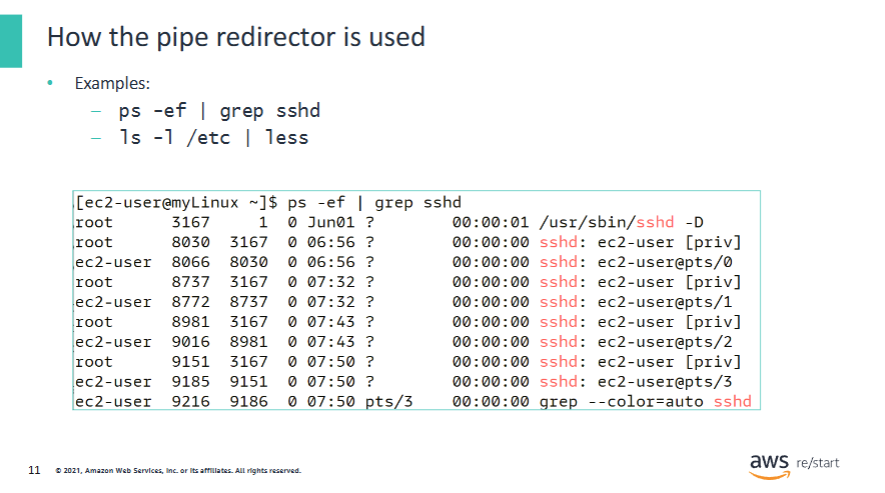 How the pipe redirector is used
• Examples:
– ps -ef | grep sshd
– ls -l /etc | less
[ec2-user@myLinux ~]$ ps -ef | grep sshd
root      3167     1  0 Jun01 ?        00:00:01 /usr/sbin/sshd -D
root      8030  3167  0 06:56 ?        00:00:00 sshd: ec2-user [priv]
ec2-user  8066  8030  0 06:56 ?        00:00:00 sshd: ec2-user@pts/0
root      8737  3167  0 07:32 ?        00:00:00 sshd: ec2-user [priv]
ec2-user  8772  8737  0 07:32 ?        00:00:00 sshd: ec2-user@pts/1
root      8981  3167  0 07:43 ?        00:00:00 sshd: ec2-user [priv]
ec2-user  9016  8981  0 07:43 ?        00:00:00 sshd: ec2-user@pts/2
root      9151  3167  0 07:50 ?        00:00:00 sshd: ec2-user [priv]
ec2-user  9185  9151  0 07:50 ?        00:00:00 sshd: ec2-user@pts/3
ec2-user  9216  9186  0 07:50 pts/3    00:00:00 grep --color=auto sshd
11 © 2021, Amazon Web Services, Inc. or its affiliates. All rights reserved.
aws re/start